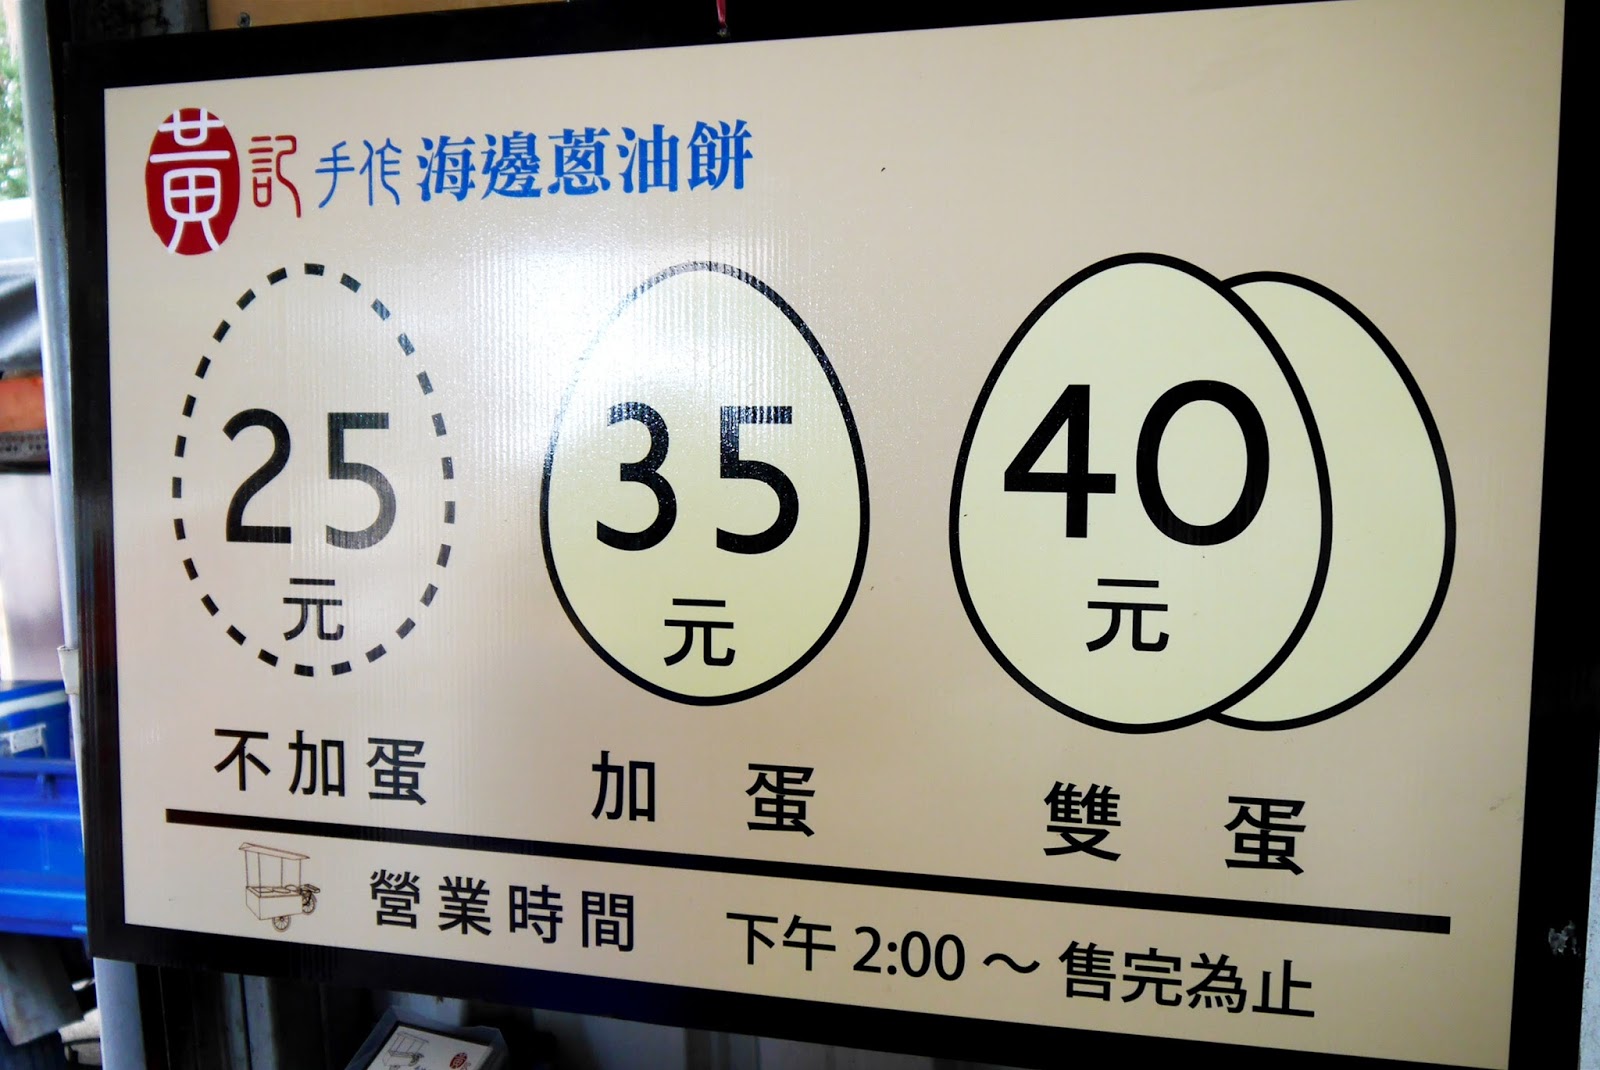 黃記 手作 海邊蔥油餅
25 35 40
元 元 元
不加蛋 加蛋 雙蛋
營業時間 下午 2:00 ～ 售完為止